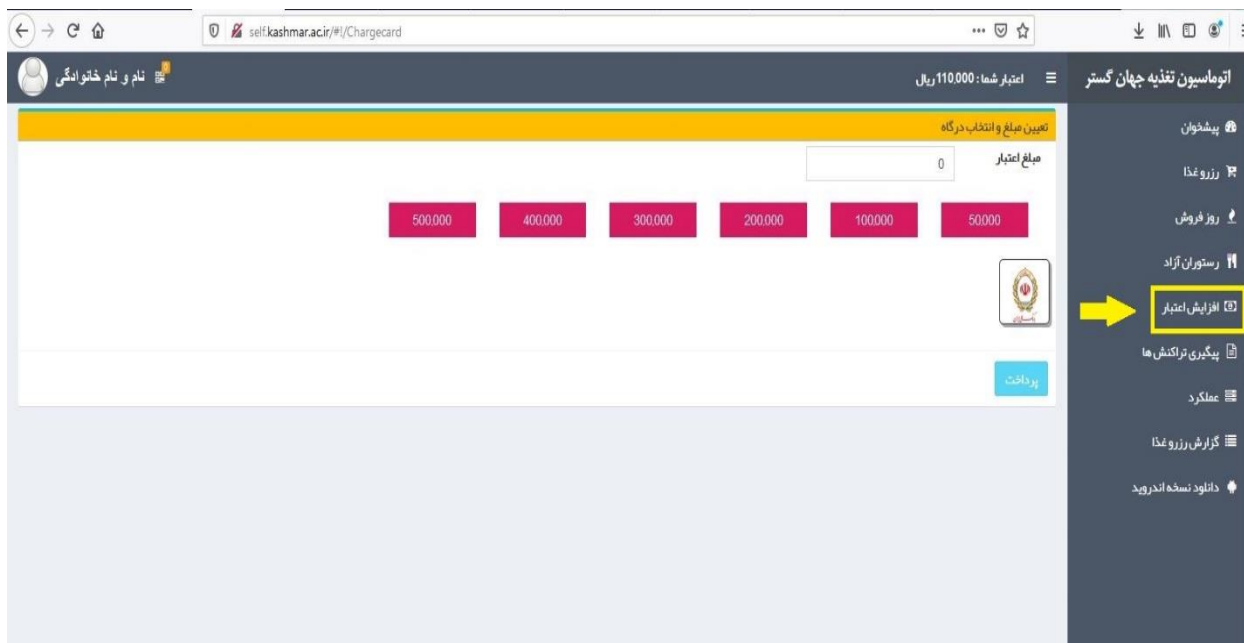 self.kashmar.ac.ir/#!/Chargecard
اتوماسیون تغذیه جهان گستر
اعتبار شما : 110,000 ریال
0
نام و نام خانوادگی
پیشخوان
رزرو غذا
روز فروش
رستوران آزاد
افزایش اعتبار
پیگیری تراکنش ها
عملکرد
گزارش رزرو غذا
دانلود نسخه اندروید
تعیین مبلغ و انتخاب درگاه
مبلغ اعتبار
0
50,000
100,000
200,000
300,000
400,000
500,000
پرداخت